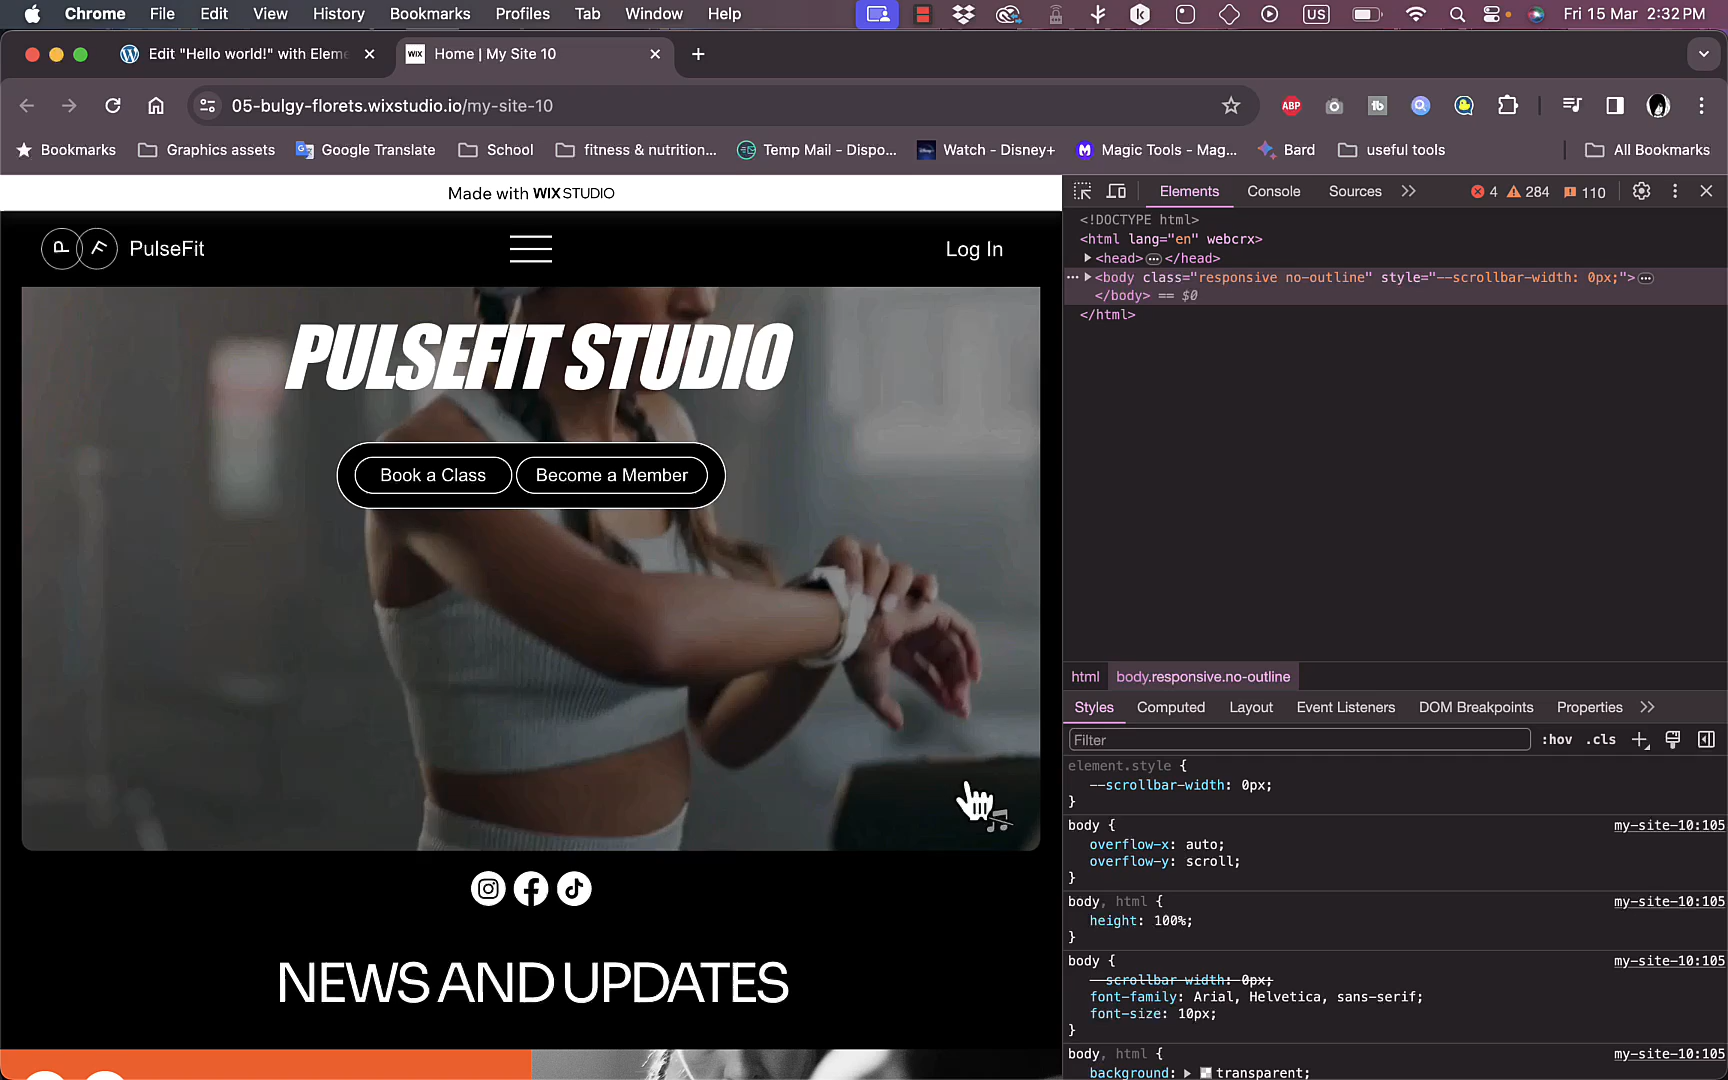 Chrome File Edit View History Bookmarks Profiles Tab Window Help US Fri 15 Mar 2:32 PM
Edit "Hello world!" with Eleme
WIX Home | My Site 10
05-bulgy-florets.wixstudio.io/my-site-10
ABP
Bookmarks Graphics assets Google Translate School fitness & nutrition... Temp Mail - Dispo... Watch - Disney+ Magic Tools - Mag... Bard useful tools All Bookmarks
Made with WIX STUDIO
P F PulseFit Log In
PULSEFIT STUDIO
Book a Class Become a Member
NEWS AND UPDATES
Elements Console Sources 4 284 110
<!DOCTYPE html>
<html lang="en" webcrx>
<head> </head>
<body class="responsive no-outline" style="--scrollbar-width: 0px;">
</body> == $0
</html>
html body.responsive.no-outline
Styles Computed Layout Event Listeners DOM Breakpoints Properties
Filter :hov .cls
element.style {
--scrollbar-width: 0px;
}
body { my-site-10:105
overflow-x: auto;
overflow-y: scroll;
}
body, html { my-site-10:105
height: 100%;
}
body { my-site-10:105
--scrollbar-width: 0px;
font-family: Arial, Helvetica, sans-serif;
font-size: 10px;
}
body, html { my-site-10:105
background: transparent;